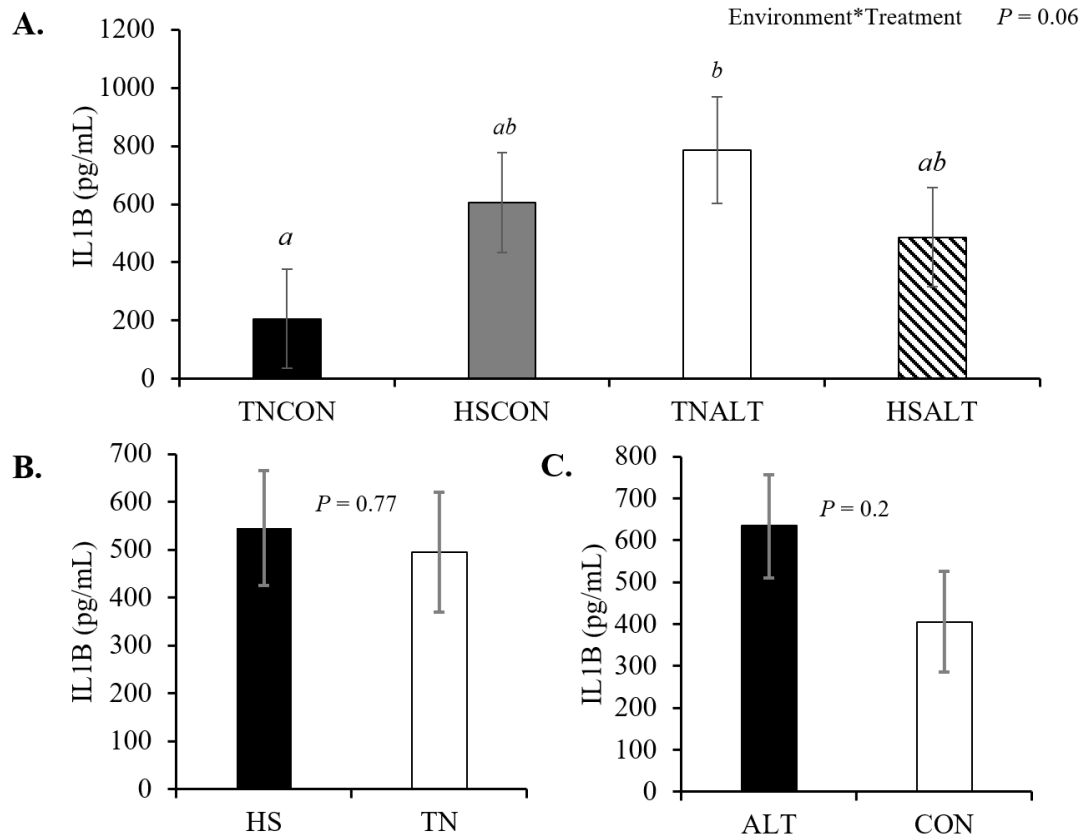 A.
Environment*Treatment P = 0.06
IL1B (pg/mL)
1200
1000
800
600
400
200
0
a
ab
b
ab
TNCON HSCON TNALT HSALT
B.
IL1B (pg/mL)
700
600
500
400
300
200
100
0
P = 0.77
HS TN
C.
IL1B (pg/mL)
800
700
600
500
400
300
200
100
0
P = 0.2
ALT CON